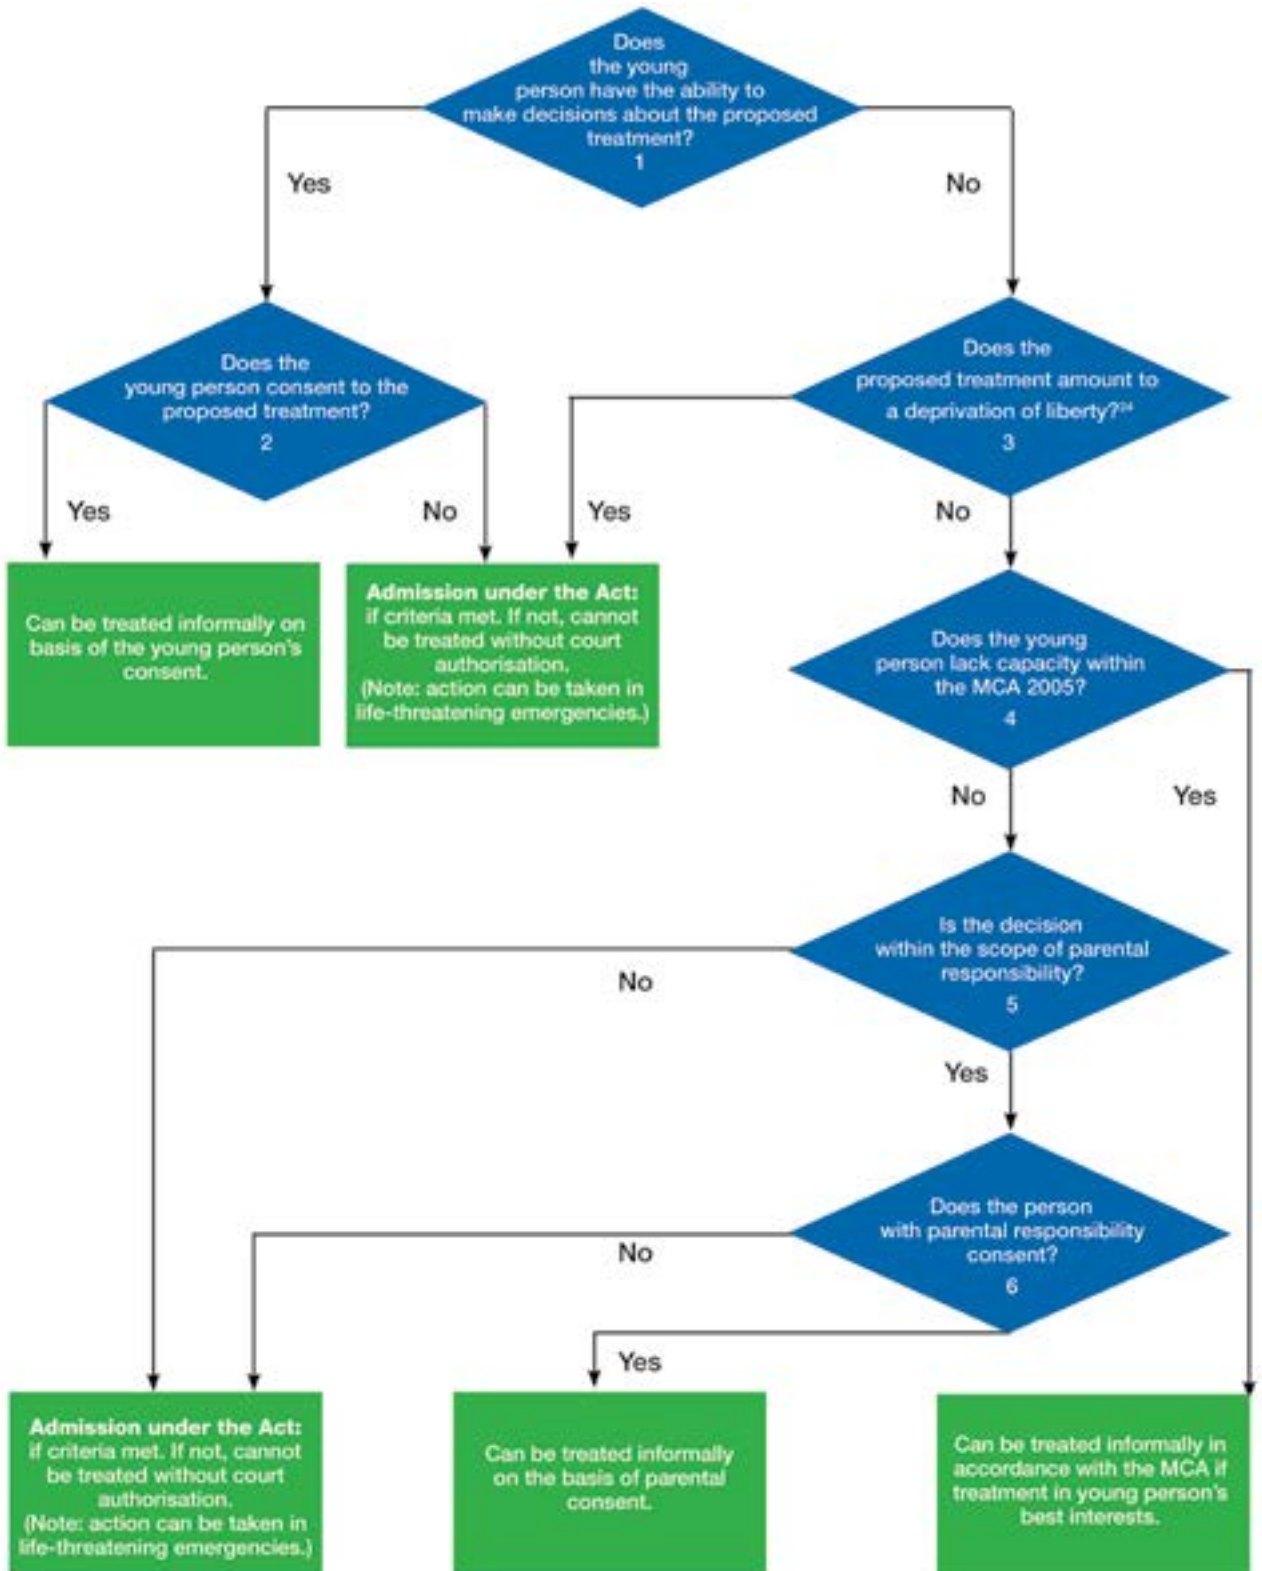 Does
the young
person have the ability to
make decisions about the proposed
treatment?
1
Yes
No
Does the
young person consent to the
proposed treatment?
2
Does the
proposed treatment amount to
a deprivation of liberty?²⁴
3
Yes
No
Yes
No
Can be treated informally on
basis of the young person's
consent.
Admission under the Act:
if criteria met. If not, cannot
be treated without court
authorisation.
(Note: action can be taken in
life-threatening emergencies.)
Does the young
person lack capacity within
the MCA 2005?
4
No
Yes
Is the decision
within the scope of parental
responsibility?
5
No
Yes
Does the person
with parental responsibility
consent?
6
No
Yes
Admission under the Act:
if criteria met. If not, cannot
be treated without court
authorisation.
(Note: action can be taken in
life-threatening emergencies.)
Can be treated informally
on the basis of parental
consent.
Can be treated informally in
accordance with the MCA if
treatment in young person's
best interests.